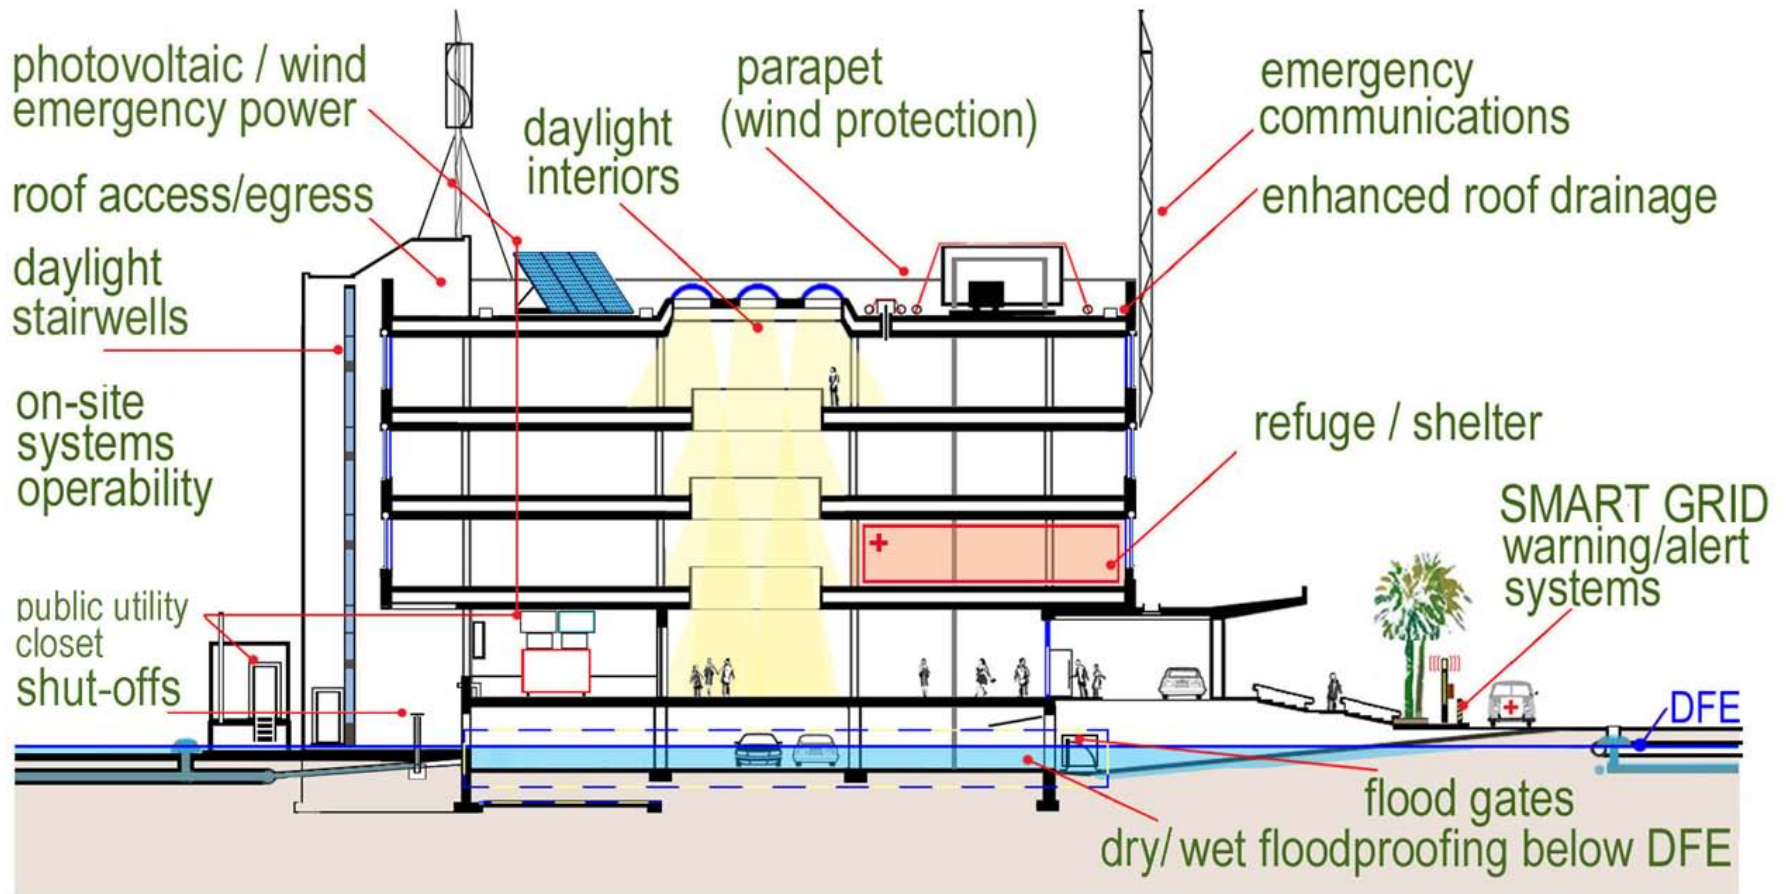 photovoltaic / wind
emergency power
roof access/egress
daylight
stairwells
on-site
systems
operability
public utility
closet
shut-offs
daylight
interiors
parapet
(wind protection)
emergency
communications
enhanced roof drainage
refuge / shelter
SMART GRID
warning/alert
systems
DFE
flood gates
dry/ wet floodproofing below DFE